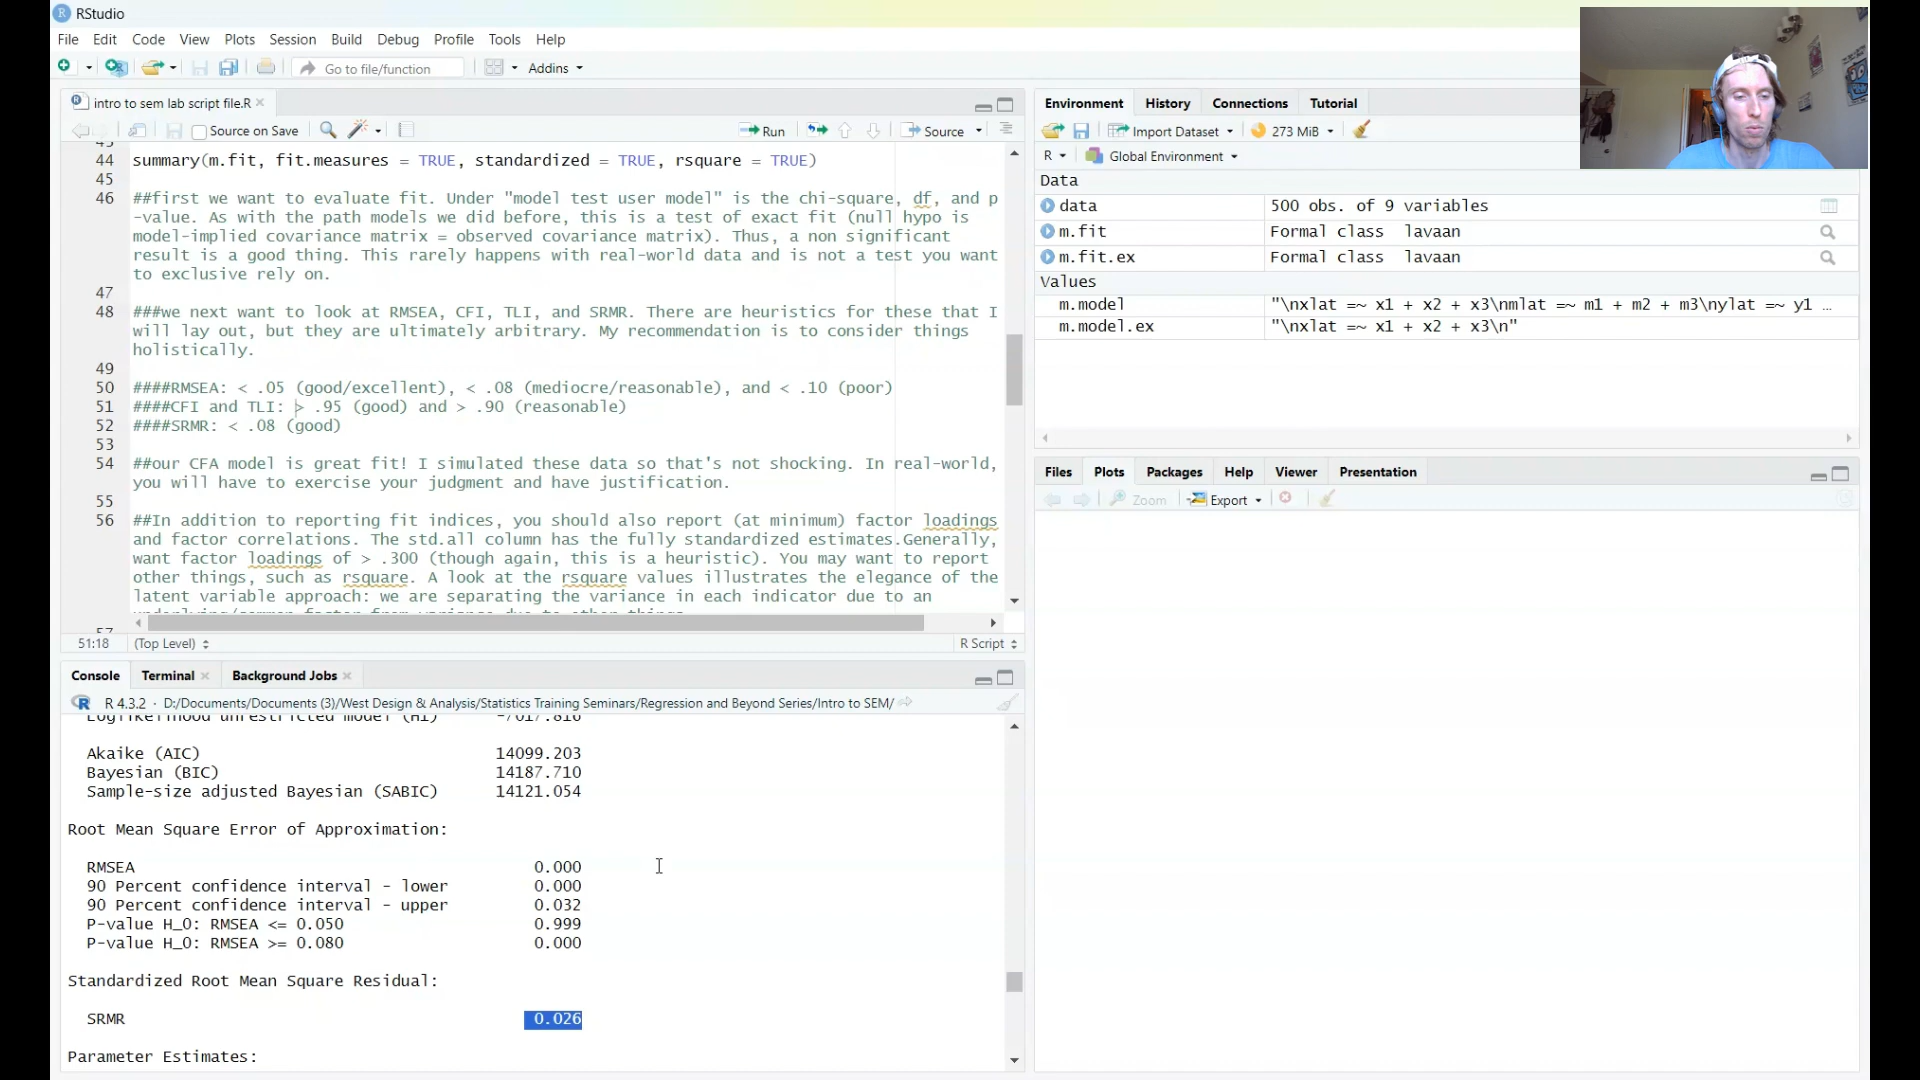 RStudio
File Edit Code View Plots Session Build Debug Profile Tools Help
Go to file/function Addins
intro to sem lab script file.R
Source on Save Run Source
44 summary(m.fit, fit.measures = TRUE, standardized = TRUE, rsquare = TRUE)
45
46 ##first we want to evaluate fit. Under "model test user model" is the chi-square, df, and p
-value. As with the path models we did before, this is a test of exact fit (null hypo is
model-implied covariance matrix = observed covariance matrix). Thus, a non significant
result is a good thing. This rarely happens with real-world data and is not a test you want
to exclusive rely on.
47
48 ###we next want to look at RMSEA, CFI, TLI, and SRMR. There are heuristics for these that I
will lay out, but they are ultimately arbitrary. My recommendation is to consider things
holistically.
49
50 ####RMSEA: < .05 (good/excellent), < .08 (mediocre/reasonable), and < .10 (poor)
51 ####CFI and TLI: > .95 (good) and > .90 (reasonable)
52 ####SRMR: < .08 (good)
53
54 ##our CFA model is great fit! I simulated these data so that's not shocking. In real-world,
you will have to exercise your judgment and have justification.
55
56 ##In addition to reporting fit indices, you should also report (at minimum) factor loadings
and factor correlations. The std.all column has the fully standardized estimates.Generally,
want factor loadings of > .300 (though again, this is a heuristic). You may want to report
other things, such as rsquare. A look at the rsquare values illustrates the elegance of the
latent variable approach: we are separating the variance in each indicator due to an
51:18 (Top Level) R Script
Console Terminal Background Jobs
R 4.3.2 · D:/Documents/Documents (3)/West Design & Analysis/Statistics Training Seminars/Regression and Beyond Series/Intro to SEM/
Loglikelihood unrestricted model (H1) -7017.816
Akaike (AIC) 14099.203
Bayesian (BIC) 14187.710
Sample-size adjusted Bayesian (SABIC) 14121.054
Root Mean Square Error of Approximation:
RMSEA 0.000
90 Percent confidence interval - lower 0.000
90 Percent confidence interval - upper 0.032
P-value H_0: RMSEA <= 0.050 0.999
P-value H_0: RMSEA >= 0.080 0.000
Standardized Root Mean Square Residual:
SRMR 0.026
Parameter Estimates:
Environment History Connections Tutorial
Import Dataset 273 MiB
R Global Environment
Data
data 500 obs. of 9 variables
m.fit Formal class lavaan
m.fit.ex Formal class lavaan
Values
m.model "\nxlat =~ x1 + x2 + x3\nmlat =~ m1 + m2 + m3\nylat =~ y1 …
m.model.ex "\nxlat =~ x1 + x2 + x3\n"
Files Plots Packages Help Viewer Presentation
Zoom Export